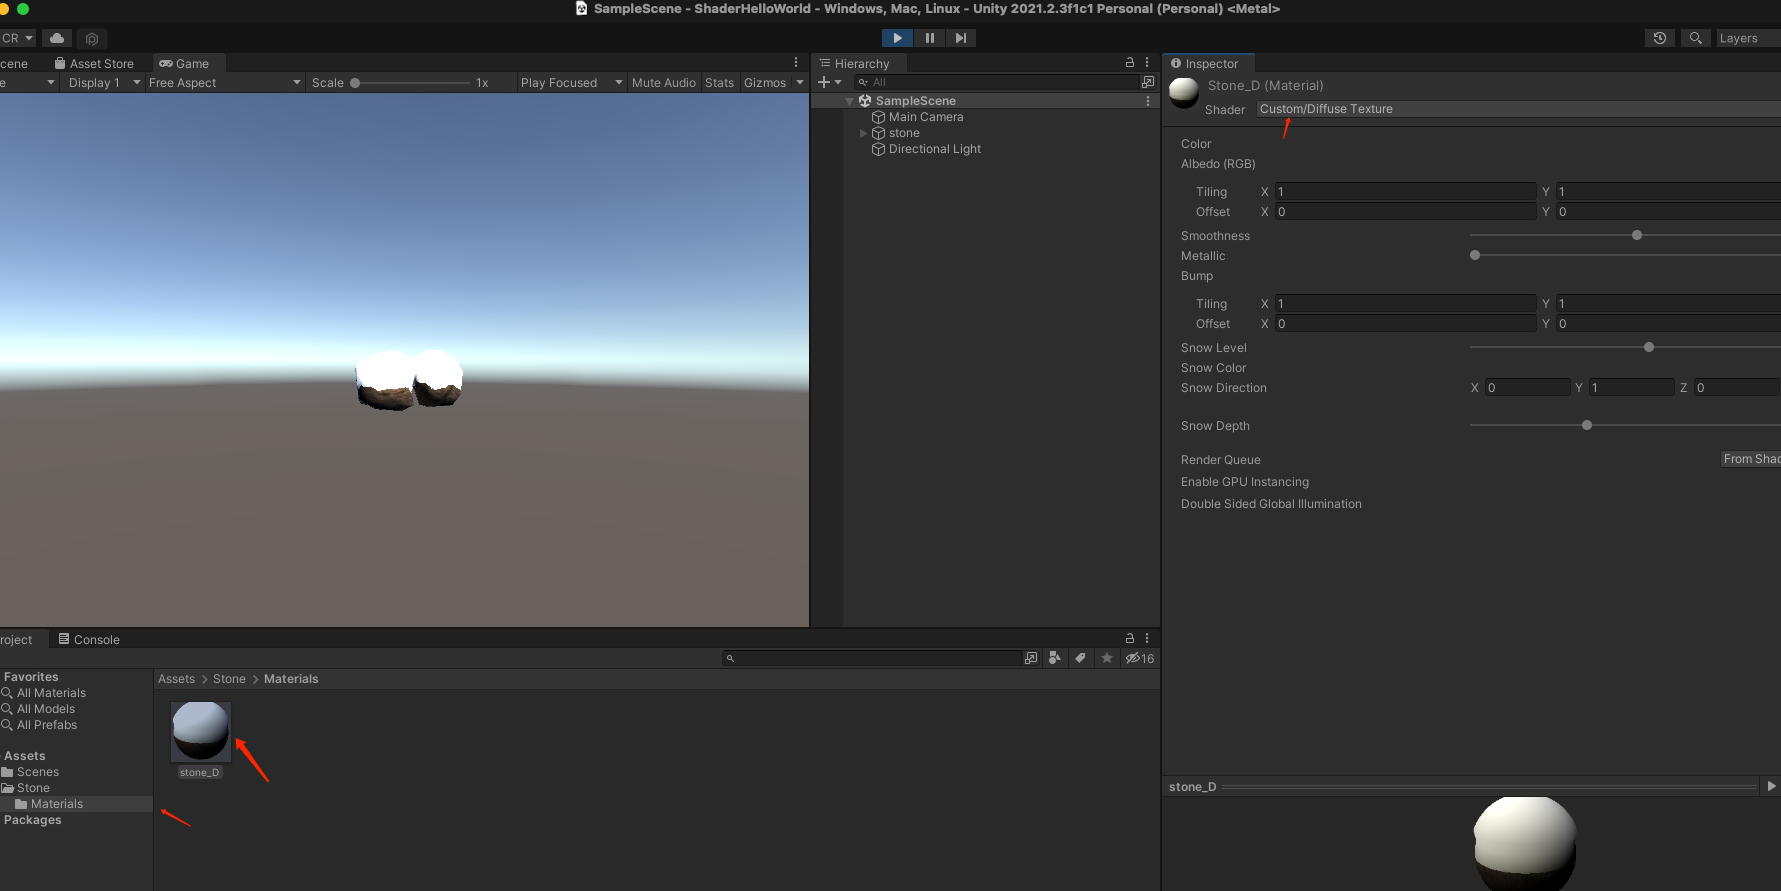 SampleScene - ShaderHelloWorld - Windows, Mac, Linux - Unity 2021.2.3f1c1 Personal (Personal) <Metal>
CR
Layers
cene
Asset Store
Game
e
Display 1
Free Aspect
Scale
1x
Play Focused
Mute Audio
Stats
Gizmos
Hierarchy
All
SampleScene
Main Camera
stone
Directional Light
Inspector
Stone_D (Material)
Shader
Custom/Diffuse Texture
Color
Albedo (RGB)
Tiling X 1 Y 1
Offset X 0 Y 0
Smoothness
Metallic
Bump
Tiling X 1 Y 1
Offset X 0 Y 0
Snow Level
Snow Color
Snow Direction X 0 Y 1 Z 0
Snow Depth
Render Queue From Shad
Enable GPU Instancing
Double Sided Global Illumination
roject
Console
16
Favorites
All Materials
All Models
All Prefabs
Assets
Scenes
Stone
Materials
Packages
Assets > Stone > Materials
stone_D
stone_D